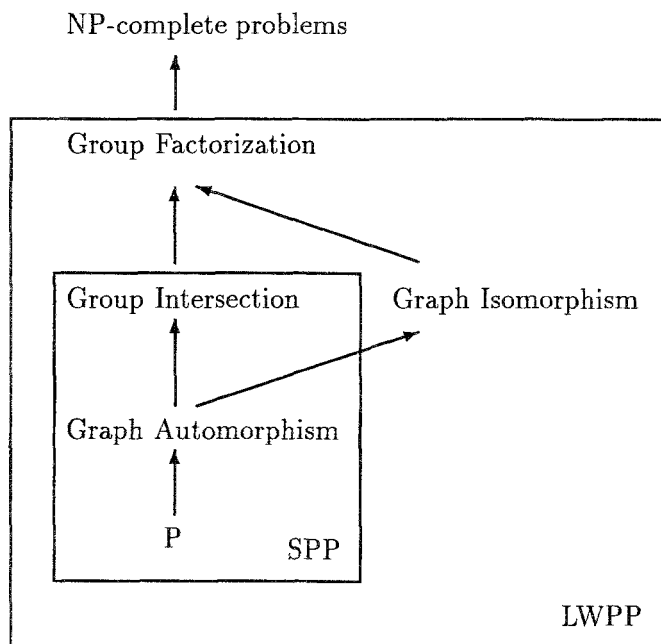 NP-complete problems
Group Factorization
Group Intersection
Graph Isomorphism
Graph Automorphism
P
SPP
LWPP